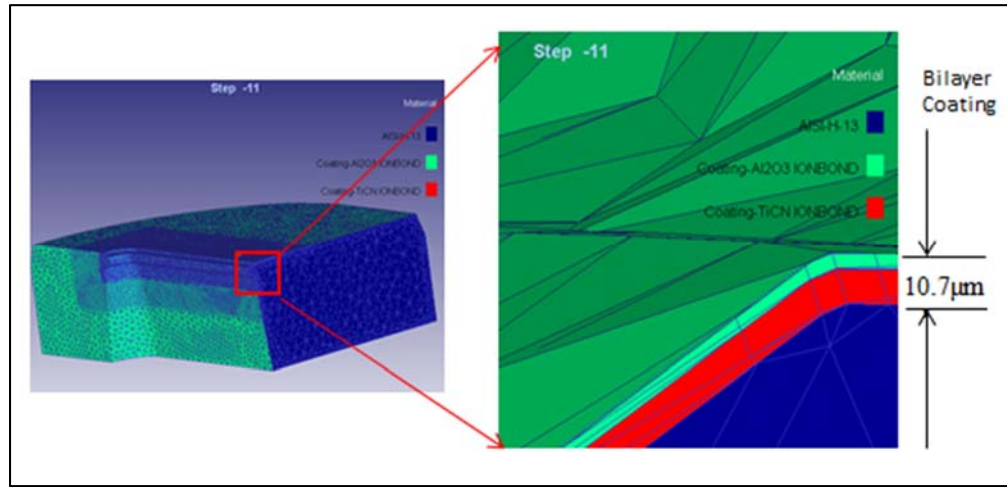 Step -11
Material
AISI-H-13
Coating-Al2O3 IONBOND
Coating-TiCN IONBOND
Step -11
Material
AISI-H-13
Coating-Al2O3 IONBOND
Coating-TiCN IONBOND
Bilayer
Coating
10.7μm